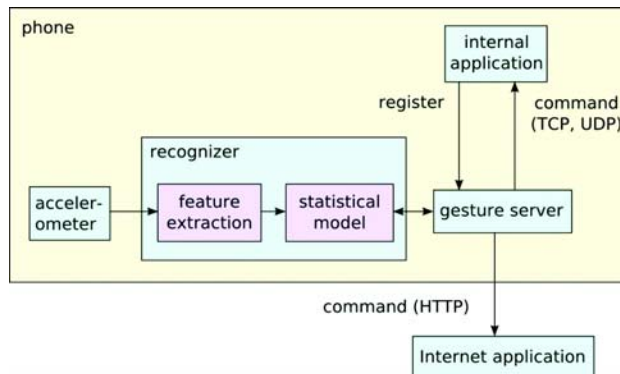 phone
internal
application
register
command
(TCP, UDP)
recognizer
acceler-
ometer
feature
extraction
statistical
model
gesture server
command (HTTP)
Internet application